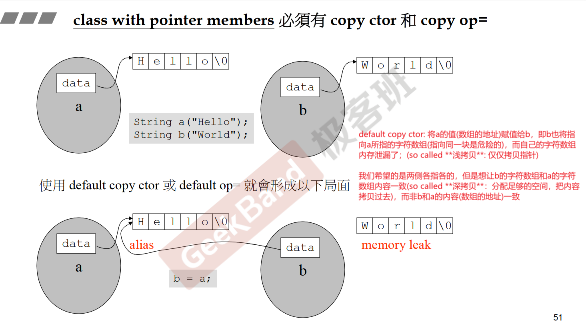 class with pointer members 必須有 copy ctor 和 copy op=
H e l l o \0
W o r l d \0
data
a
data
b
String a("Hello");
String b("World");
default copy ctor: 将a的值(数组的地址)赋值给b，即b也将指
向a所指的字符数组(指向同一块是危险的)，而自己的字符数组
内存泄漏了；(so called **浅拷贝**: 仅仅拷贝指针)
我们希望的是两侧各指各的，但是想让b的字符数组和a的字符
数组内容一致(so called **深拷贝**：分配足够的空间，把内容
拷贝过去)，而非b和a的内容(数组的地址)一致
使用 default copy ctor 或 default op= 就會形成以下局面
H e l l o \0
W o r l d \0
data
alias
data
memory leak
a
b = a;
b
GeekBand 极客班
51